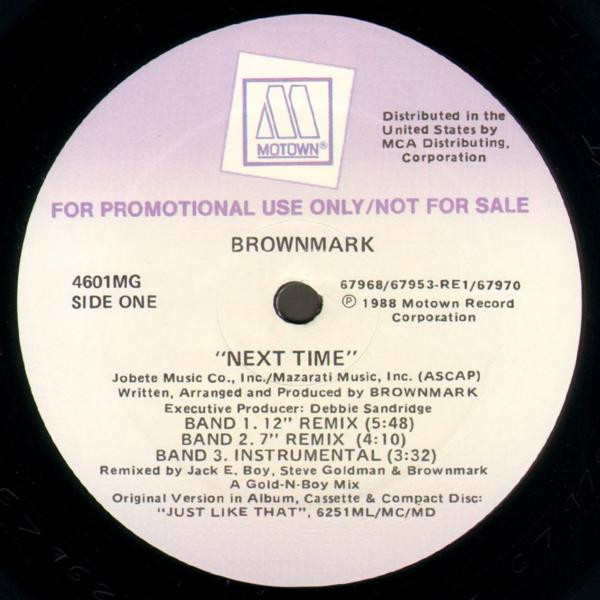 MOTOWN®
Distributed in the
United States by
MCA Distributing,
Corporation
FOR PROMOTIONAL USE ONLY/NOT FOR SALE
BROWNMARK
4601MG
SIDE ONE
67968/67953-RE1/67970
Ⓟ 1988 Motown Record
Corporation
"NEXT TIME"
Jobete Music Co., Inc./Mazarati Music, Inc. (ASCAP)
Written, Arranged and Produced by BROWNMARK
Executive Producer: Debbie Sandridge
BAND 1. 12" REMIX (5:48)
BAND 2. 7" REMIX (4:10)
BAND 3. INSTRUMENTAL (3:32)
Remixed by Jack E. Boy, Steve Goldman & Brownmark
A Gold-N-Boy Mix
Original Version in Album, Cassette & Compact Disc:
"JUST LIKE THAT", 6251ML/MC/MD